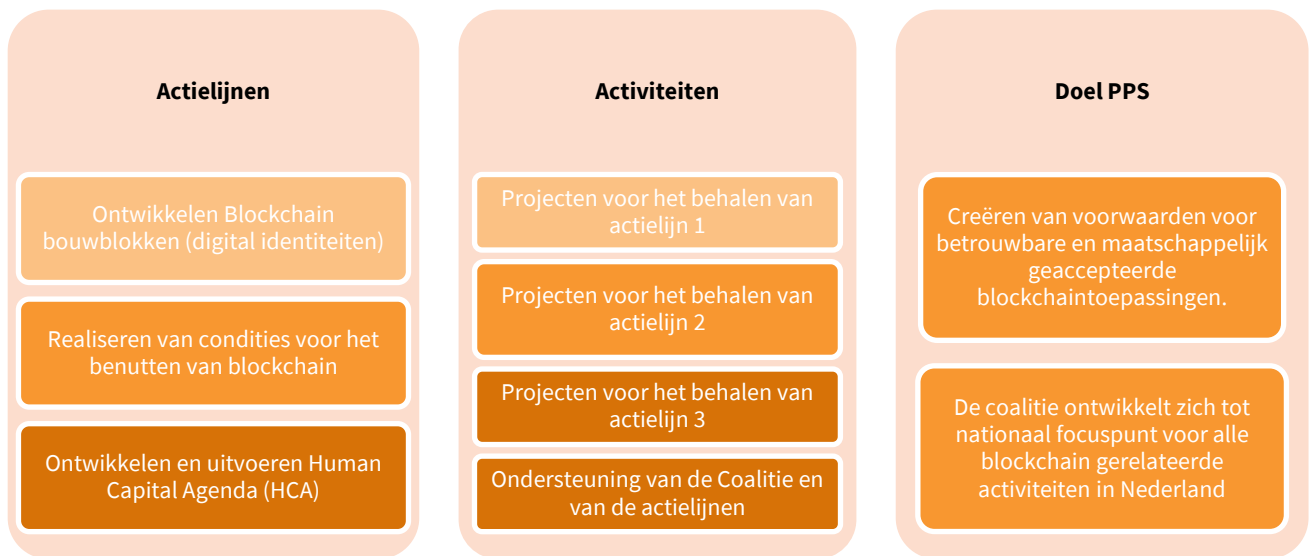 Actielijnen
Ontwikkelen Blockchain
bouwblokken (digital identiteiten)
Realiseren van condities voor het
benutten van blockchain
Ontwikkelen en uitvoeren Human
Capital Agenda (HCA)
Activiteiten
Projecten voor het behalen van
actielijn 1
Projecten voor het behalen van
actielijn 2
Projecten voor het behalen van
actielijn 3
Ondersteuning van de Coalitie en
van de actielijnen
Doel PPS
Creëren van voorwaarden voor
betrouwbare en maatschappelijk
geaccepteerde
blockchaintoepassingen.
De coalitie ontwikkelt zich tot
nationaal focuspunt voor alle
blockchain gerelateerde
activiteiten in Nederland